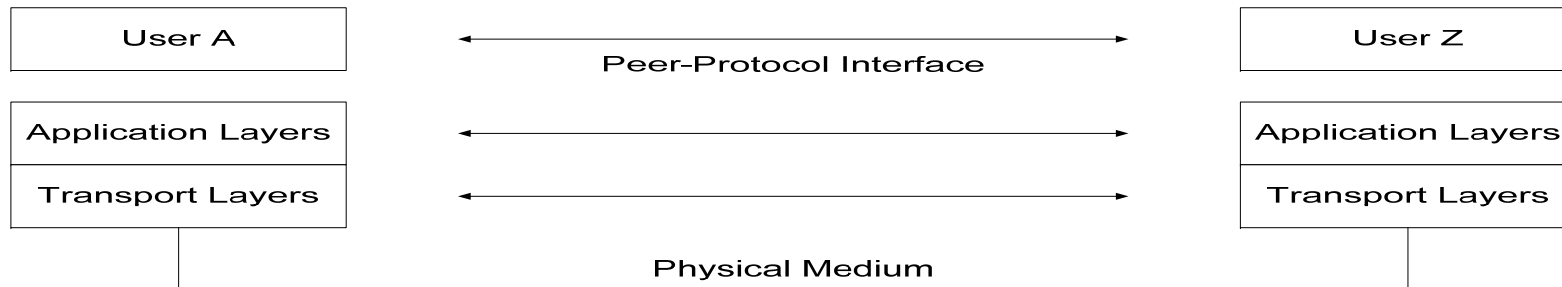 User A
User Z
Peer-Protocol Interface
Application Layers
Application Layers
Transport Layers
Transport Layers
Physical Medium